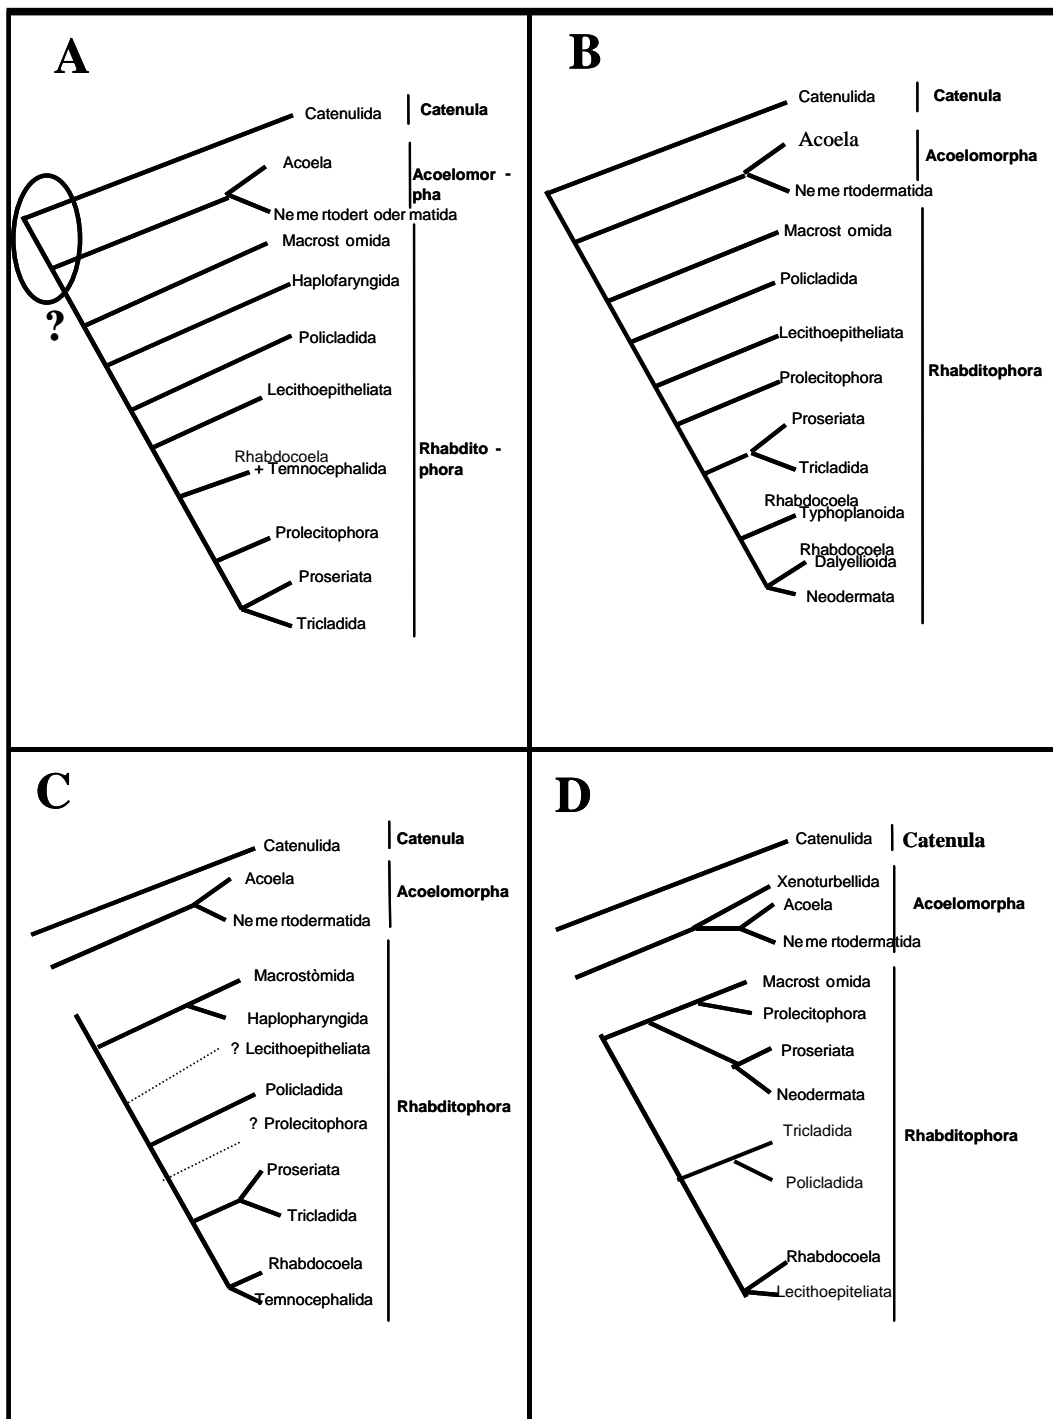 A
Catenulida
Catenula
Acoela
Acoelomor -
pha
Ne me rtodert oder matida
Macrost omida
Haplofaryngida
?
Policladida
Lecithoepitheliata
Rhabdito -
phora
Rhabdocoela
+ Temnocephalida
Prolecitophora
Proseriata
Tricladida
B
Catenulida
Catenula
Acoela
Acoelomorpha
Ne me rtodermatida
Macrost omida
Policladida
Lecithoepitheliata
Rhabditophora
Prolecitophora
Proseriata
Tricladida
Rhabdocoela
Typhoplanoida
Rhabdocoela
Dalyellioida
Neodermata
C
Catenulida
Catenula
Acoela
Acoelomorpha
Ne me rtodermatida
Macrostòmida
Haplopharyngida
? Lecithoepitheliata
Policladida
Rhabditophora
? Prolecitophora
Proseriata
Tricladida
Rhabdocoela
Temnocephalida
D
Catenulida
Catenula
Xenoturbellida
Acoela
Acoelomorpha
Ne me rtodermatida
Macrost omida
Prolecitophora
Proseriata
Neodermata
Tricladida
Rhabditophora
Policladida
Rhabdocoela
Lecithoepiteliata